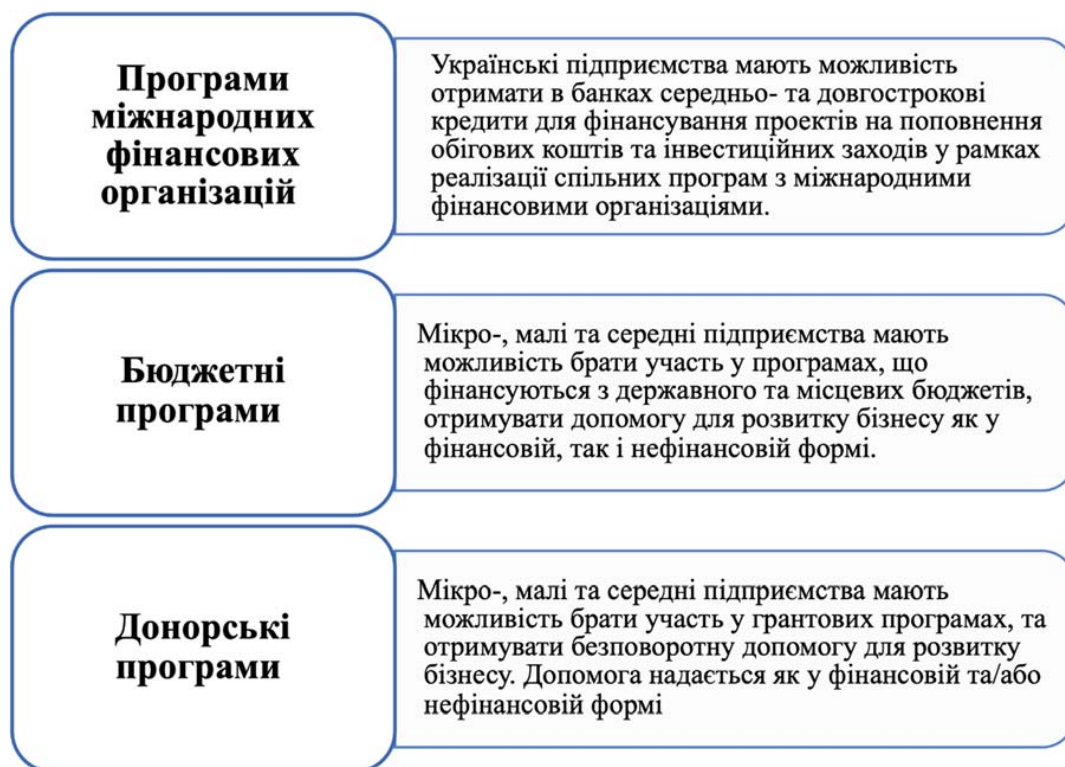 Програми
міжнародних
фінансових
організацій
Українські підприємства мають можливість
отримати в банках середньо- та довгострокові
кредити для фінансування проектів на поповнення
обігових коштів та інвестиційних заходів у рамках
реалізації спільних програм з міжнародними
фінансовими організаціями.
Бюджетні
програми
Мікро-, малі та середні підприємства мають
можливість брати участь у програмах, що
фінансуються з державного та місцевих бюджетів,
отримувати допомогу для розвитку бізнесу як у
фінансовій, так і нефінансовій формі.
Донорські
програми
Мікро-, малі та середні підприємства мають
можливість брати участь у грантових програмах, та
отримувати безповоротну допомогу для розвитку
бізнесу. Допомога надається як у фінансовій та/або
нефінансовій формі